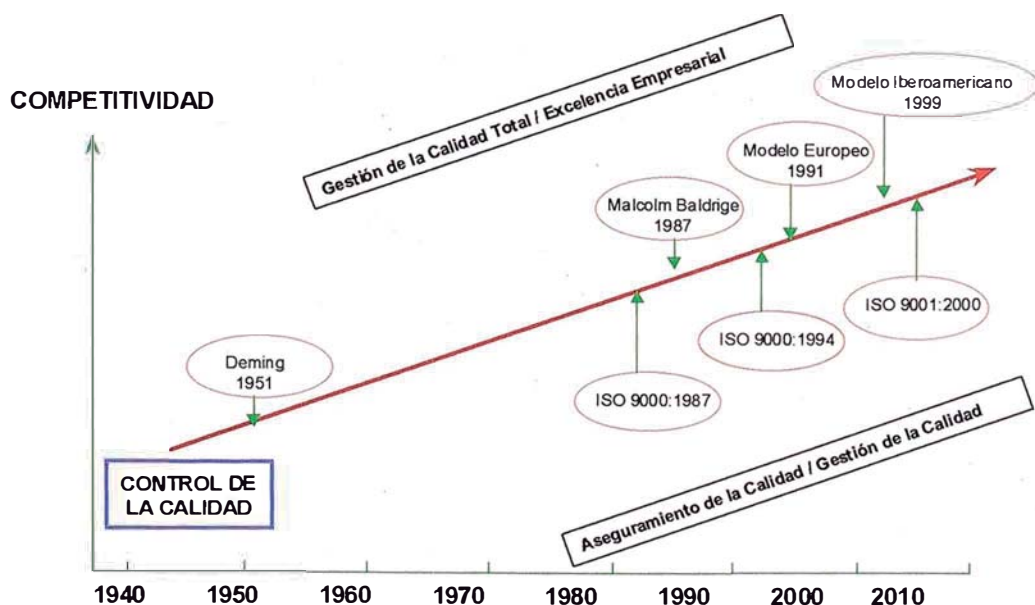 COMPETITIVIDAD
Gestión de la Calidad Total / Excelencia Empresarial
Modelo Iberoamericano
1999
Modelo Europeo
1991
Malcolm Baldrige
1987
Deming
1951
ISO 9001:2000
ISO 9000:1994
ISO 9000:1987
Aseguramiento de la Calidad / Gestión de la Calidad
CONTROL DE
LA CALIDAD
1940 1950 1960 1970 1980 1990 2000 2010